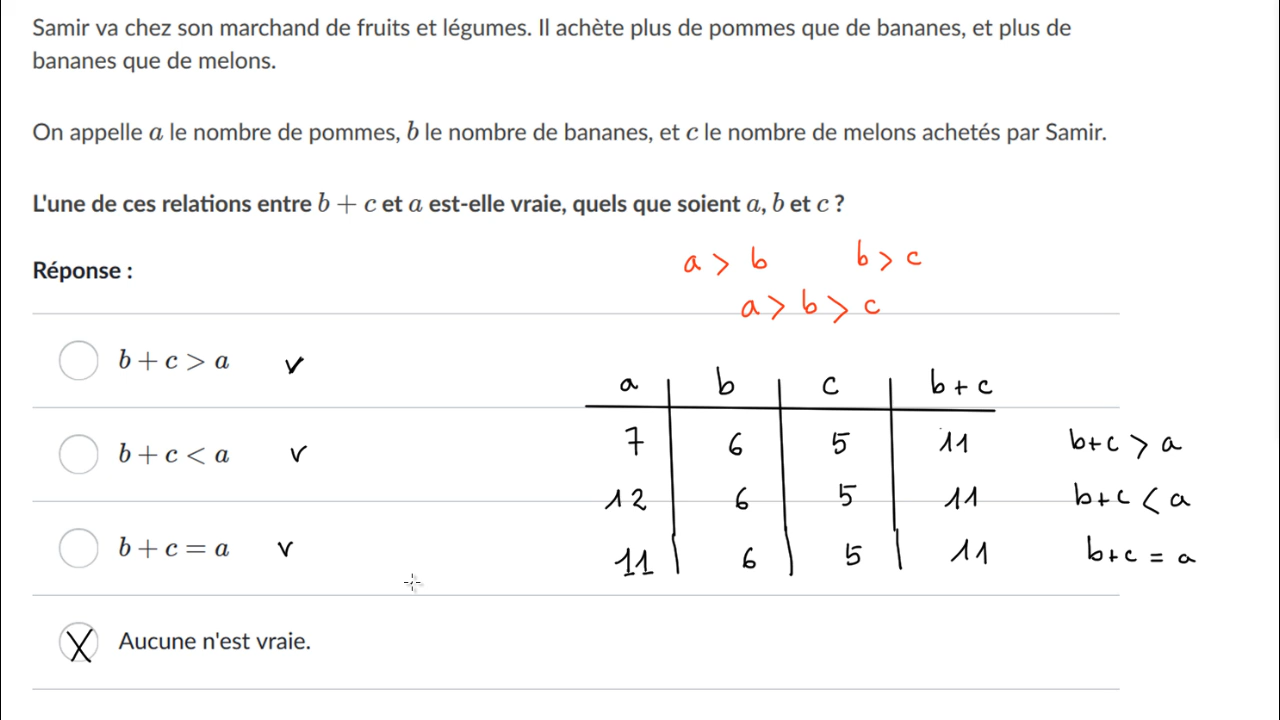 Samir va chez son marchand de fruits et légumes. Il achète plus de pommes que de bananes, et plus de
bananes que de melons.
On appelle a le nombre de pommes, b le nombre de bananes, et c le nombre de melons achetés par Samir.
L'une de ces relations entre b + c et a est-elle vraie, quels que soient a, b et c ?
a > b b > c
Réponse :
a > b > c
b + c > a v
a b c b + c
7 6 5 11 b+c > a
b + c < a v
12 6 5 11 b+c < a
b + c = a v
11 6 5 11 b+c = a
X Aucune n'est vraie.